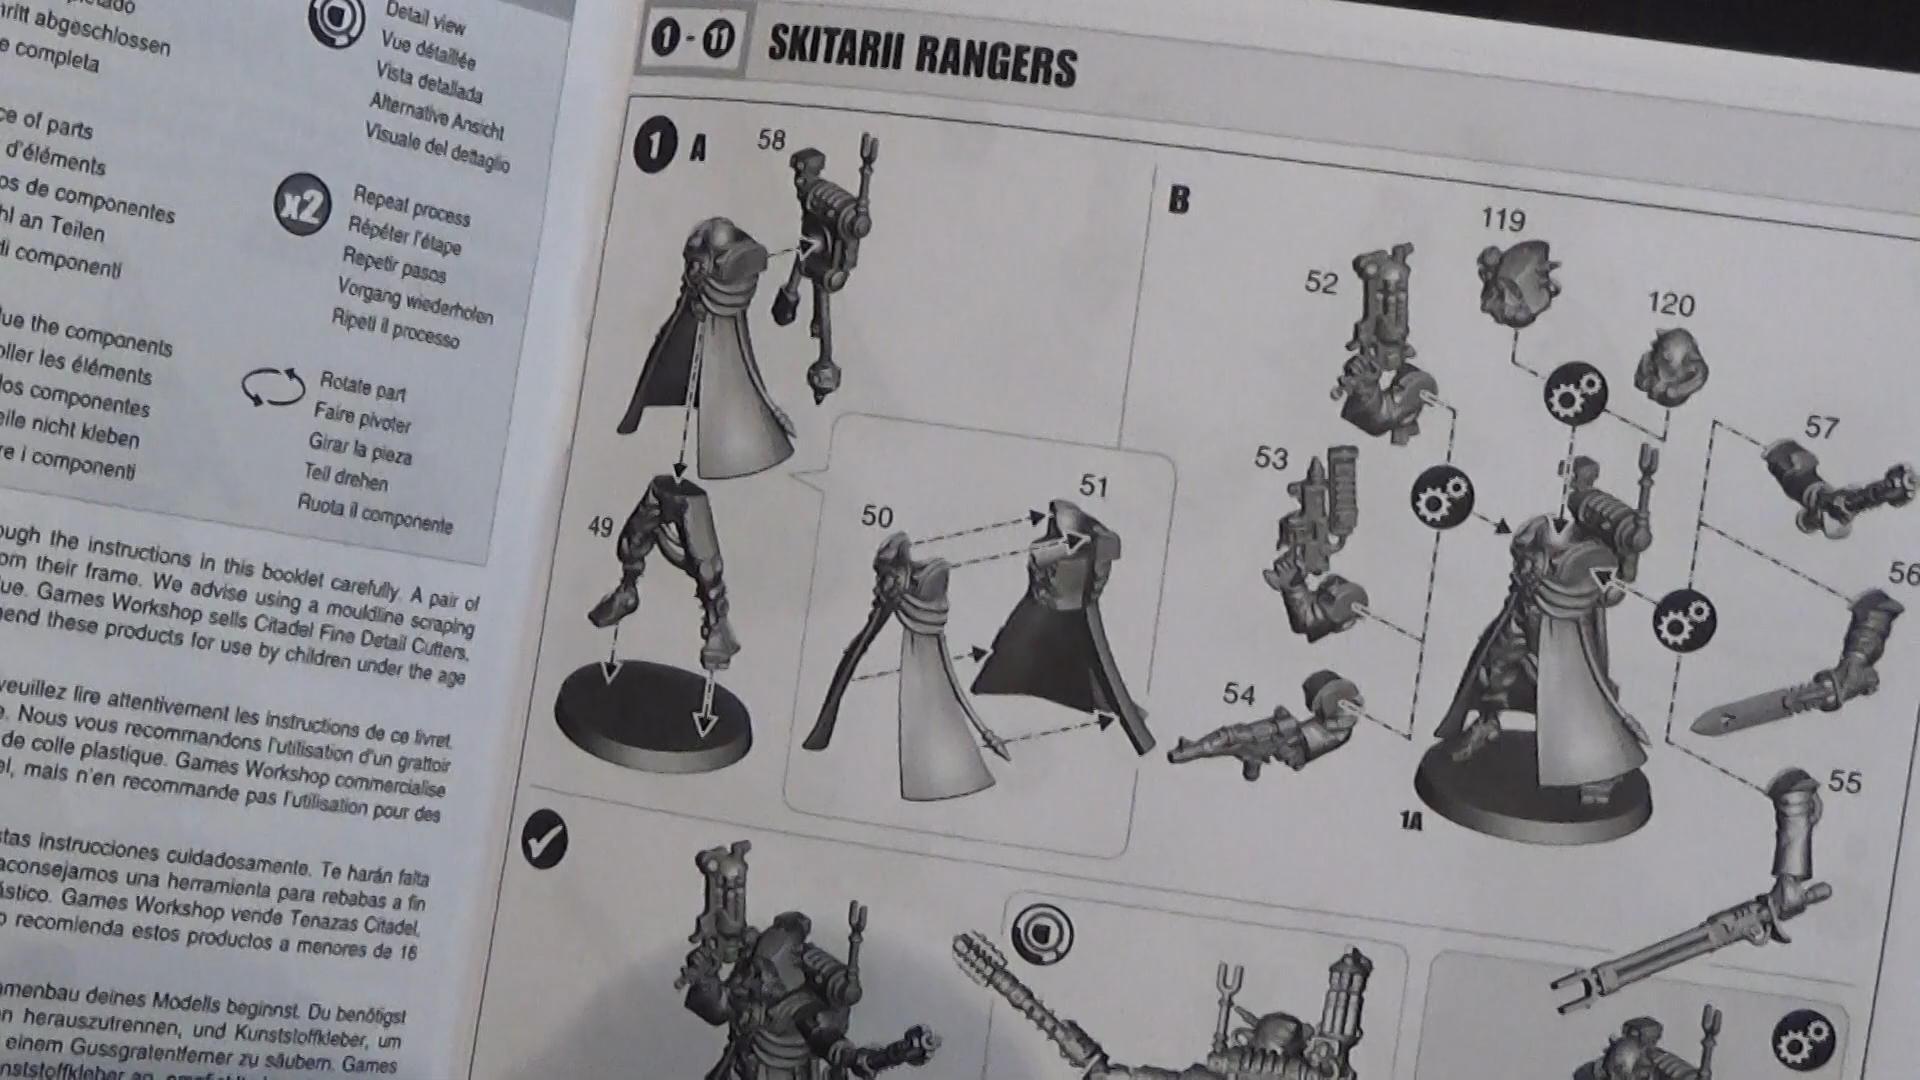 hritt abgeschlossen
e completa
ce of parts
d'éléments
os de componentes
hl an Teilen
di componenti
ue the components
oller les éléments
los componentes
eile nicht kleben
re i componenti
Detail view
Vue détaillée
Vista detallada
Alternative Ansicht
Visuale del dettaglio
x2
Repeat process
Répéter l'étape
Repetir pasos
Vorgang wiederholen
Ripeti il processo
Rotate part
Faire pivoter
Girar la pieza
Teil drehen
Ruota il componente
ough the instructions in this booklet carefully. A pair of
om their frame. We advise using a mouldline scraping
ue. Games Workshop sells Citadel Fine Detail Cutters,
mend these products for use by children under the age
veuillez lire attentivement les instructions de ce livret.
. Nous vous recommandons l'utilisation d'un grattoir
de colle plastique. Games Workshop commercialise
el, mais n'en recommande pas l'utilisation pour des
stas instrucciones cuidadosamente. Te harán falta
aconsejamos una herramienta para rebabas a fin
ástico. Games Workshop vende Tenazas Citadel,
o recomienda estos productos a menores de 16
amenbau deines Modells beginnst. Du benötigst
n herauszutrennen, und Kunststoffkleber, um
einem Gussgratentferner zu säubern. Games
1 - 11 SKITARII RANGERS
1 A
58
49
50
51
B
119
52
120
57
53
56
54
55
1A